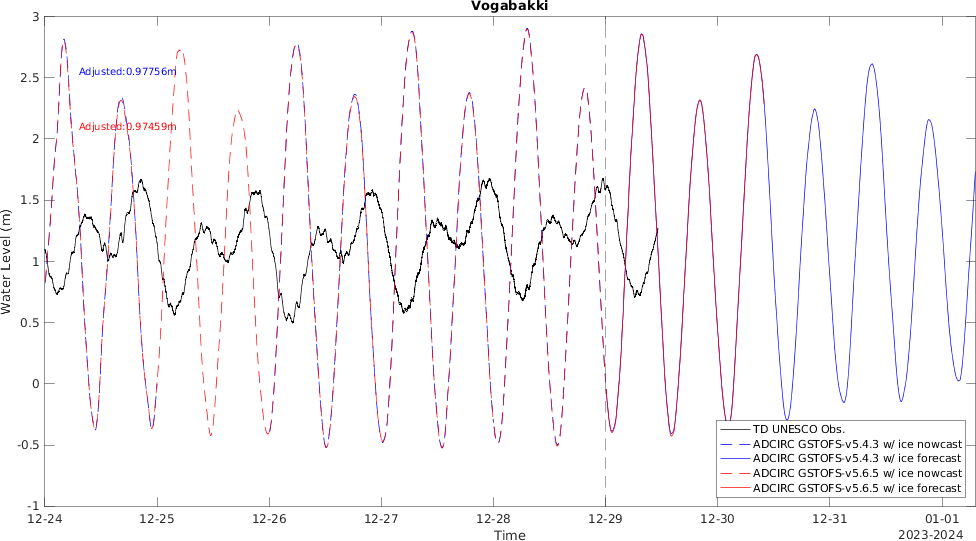 Vogabakki
3
2.5
2
1.5
1
0.5
0
-0.5
-1
Water Level (m)
Adjusted:0.97756m
Adjusted:0.97459m
TD UNESCO Obs.
ADCIRC GSTOFS-v5.4.3 w/ ice nowcast
ADCIRC GSTOFS-v5.4.3 w/ ice forecast
ADCIRC GSTOFS-v5.6.5 w/ ice nowcast
ADCIRC GSTOFS-v5.6.5 w/ ice forecast
12-24 12-25 12-26 12-27 12-28 12-29 12-30 12-31 01-01
Time
2023-2024